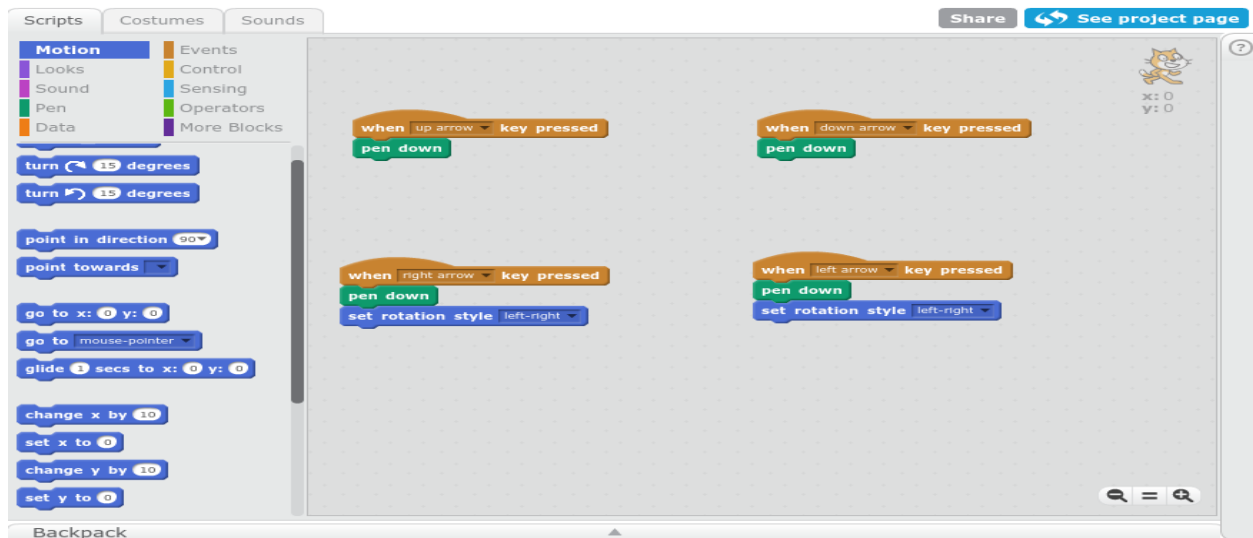 Scripts Costumes Sounds Share See project page
Motion Events
Looks Control
Sound Sensing
Pen Operators
Data More Blocks
turn 15 degrees
turn 15 degrees
point in direction 90
point towards
go to x: 0 y: 0
go to mouse-pointer
glide 1 secs to x: 0 y: 0
change x by 10
set x to 0
change y by 10
set y to 0
when up arrow key pressed
pen down
when down arrow key pressed
pen down
when right arrow key pressed
pen down
set rotation style left-right
when left arrow key pressed
pen down
set rotation style left-right
x: 0
y: 0
?
Backpack